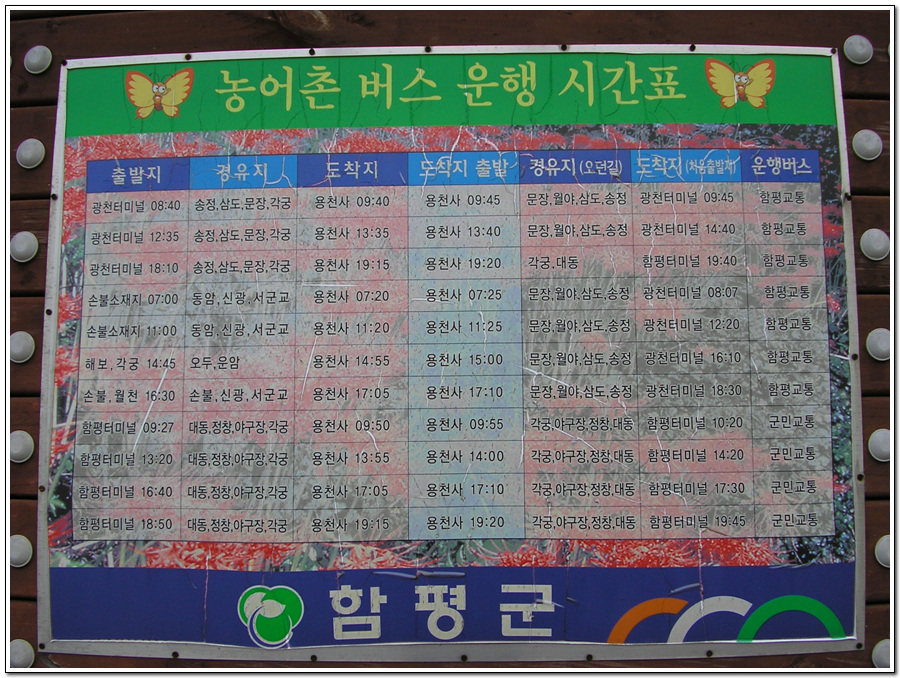 농어촌 버스 운행 시간표
출발지 경유지 도착지 도착지 출발 경유지 (오던길) 도착지 (처음출발지) 운행버스
광천터미널 08:40 송정,삼도,문장,각궁 용천사 09:40 용천사 09:45 문장,월야,삼도,송정 광천터미널 09:45 함평교통
광천터미널 12:35 송정,삼도,문장,각궁 용천사 13:35 용천사 13:40 문장,월야,삼도,송정 광천터미널 14:40 함평교통
광천터미널 18:10 송정,삼도,문장,각궁 용천사 19:15 용천사 19:20 각궁,대동 함평터미널 19:40 함평교통
손불소재지 07:00 동암,신광,서군교 용천사 07:20 용천사 07:25 문장,월야,삼도,송정 광천터미널 08:07 함평교통
손불소재지 11:00 동암,신광,서군교 용천사 11:20 용천사 11:25 문장,월야,삼도,송정 광천터미널 12:20 함평교통
해보,각궁 14:45 오두,운암 용천사 14:55 용천사 15:00 문장,월야,삼도,송정 광천터미널 16:10 함평교통
손불,월천 16:30 손불,신광,서군교 용천사 17:05 용천사 17:10 문장,월야,삼도,송정 광천터미널 18:30 함평교통
함평터미널 09:27 대동,정창,야구장,각궁 용천사 09:50 용천사 09:55 각궁,야구장,정창,대동 함평터미널 10:20 군민교통
함평터미널 13:20 대동,정창,야구장,각궁 용천사 13:55 용천사 14:00 각궁,야구장,정창,대동 함평터미널 14:20 군민교통
함평터미널 16:40 대동,정창,야구장,각궁 용천사 17:05 용천사 17:10 각궁,야구장,정창,대동 함평터미널 17:30 군민교통
함평터미널 18:50 대동,정창,야구장,각궁 용천사 19:15 용천사 19:20 각궁,야구장,정창,대동 함평터미널 19:45 군민교통
함평군